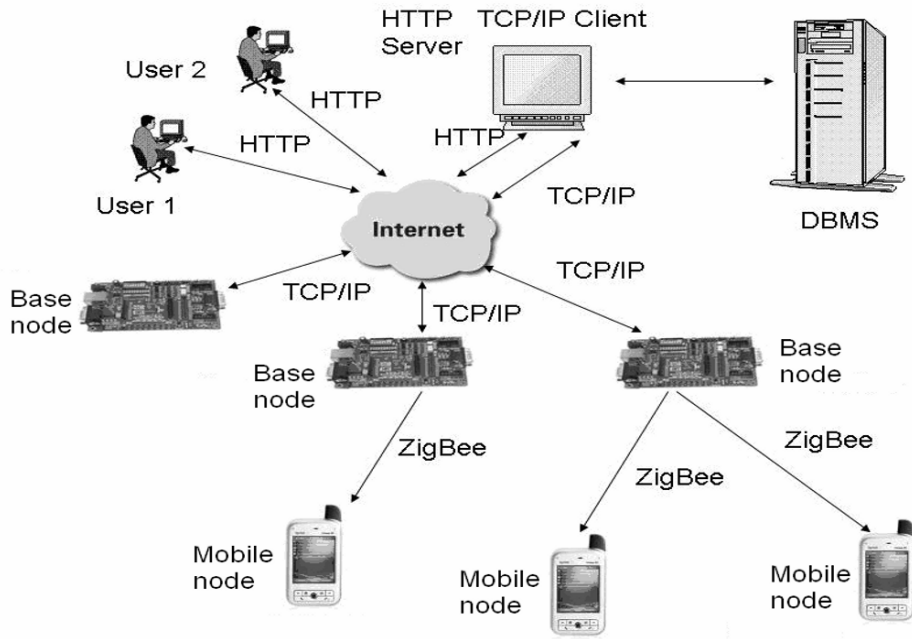 HTTP Server
TCP/IP Client
User 2
HTTP
HTTP
HTTP
User 1
TCP/IP
DBMS
Internet
TCP/IP
TCP/IP
TCP/IP
Base node
Base node
Base node
ZigBee
ZigBee
ZigBee
Mobile node
Mobile node
Mobile node